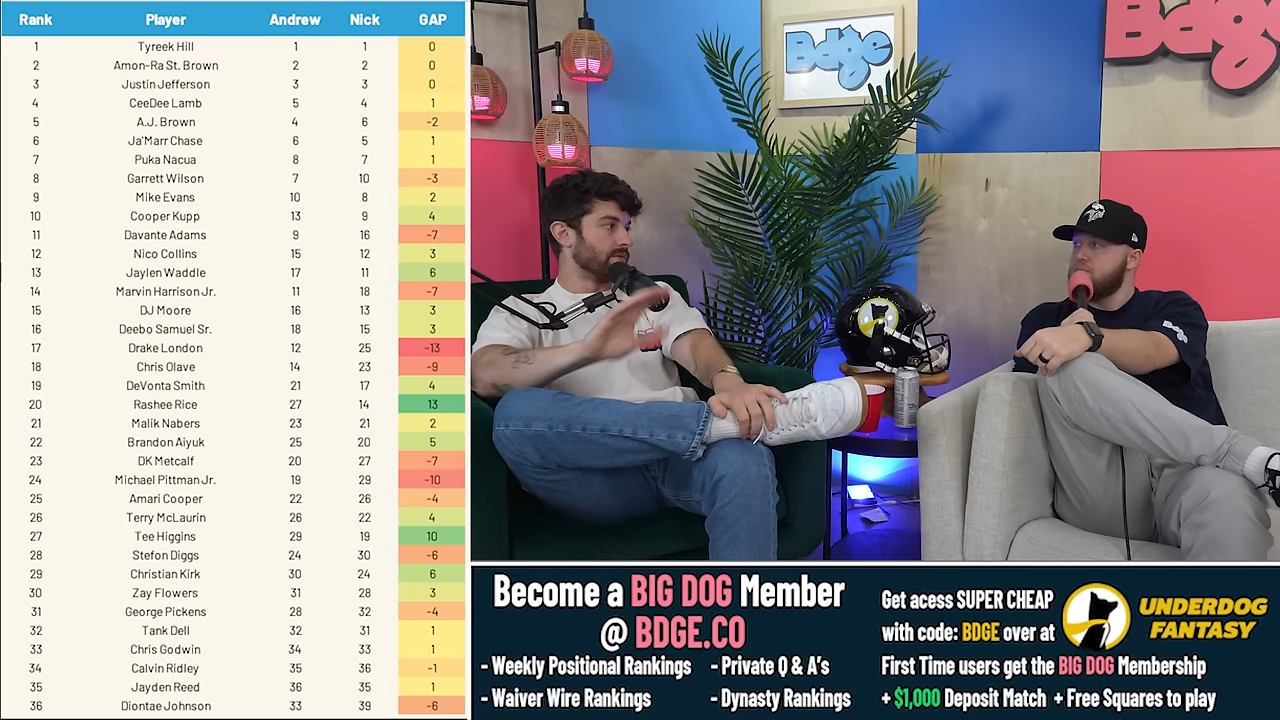 Rank Player Andrew Nick GAP
1 Tyreek Hill 1 1 0
2 Amon-Ra St. Brown 2 2 0
3 Justin Jefferson 3 3 0
4 CeeDee Lamb 5 4 1
5 A.J. Brown 4 6 -2
6 Ja'Marr Chase 6 5 1
7 Puka Nacua 8 7 1
8 Garrett Wilson 7 10 -3
9 Mike Evans 10 8 2
10 Cooper Kupp 13 9 4
11 Davante Adams 9 16 -7
12 Nico Collins 15 12 3
13 Jaylen Waddle 17 11 6
14 Marvin Harrison Jr. 11 18 -7
15 DJ Moore 16 13 3
16 Deebo Samuel Sr. 18 15 3
17 Drake London 12 25 -13
18 Chris Olave 14 23 -9
19 DeVonta Smith 21 17 4
20 Rashee Rice 27 14 13
21 Malik Nabers 23 21 2
22 Brandon Aiyuk 25 20 5
23 DK Metcalf 20 27 -7
24 Michael Pittman Jr. 19 29 -10
25 Amari Cooper 22 26 -4
26 Terry McLaurin 26 22 4
27 Tee Higgins 29 19 10
28 Stefon Diggs 24 30 -6
29 Christian Kirk 30 24 6
30 Zay Flowers 31 28 3
31 George Pickens 28 32 -4
32 Tank Dell 32 31 1
33 Chris Godwin 34 33 1
34 Calvin Ridley 35 36 -1
35 Jayden Reed 36 35 1
36 Diontae Johnson 33 39 -6
Bdge
Bdge
Become a BIG DOG Member
@ BDGE.CO
- Weekly Positional Rankings - Private Q & A's
- Waiver Wire Rankings - Dynasty Rankings
Get acess SUPER CHEAP
with code: BDGE over at
UNDERDOG
FANTASY
First Time users get the BIG DOG Membership
+ $1,000 Deposit Match + Free Squares to play